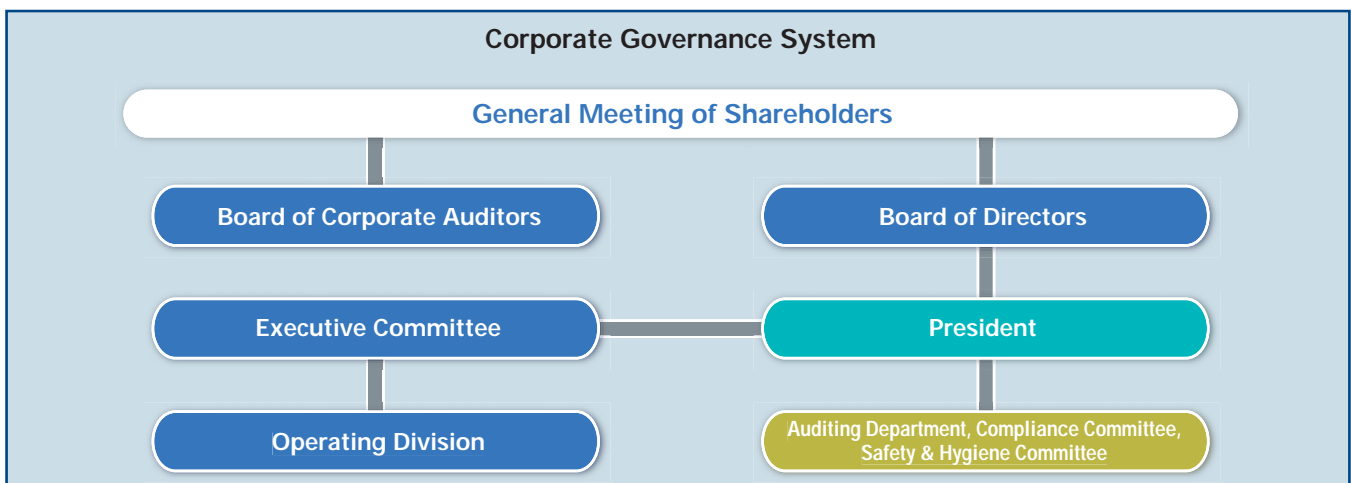 Corporate Governance System
General Meeting of Shareholders
Board of Corporate Auditors
Board of Directors
Executive Committee
President
Operating Division
Auditing Department, Compliance Committee,
Safety & Hygiene Committee